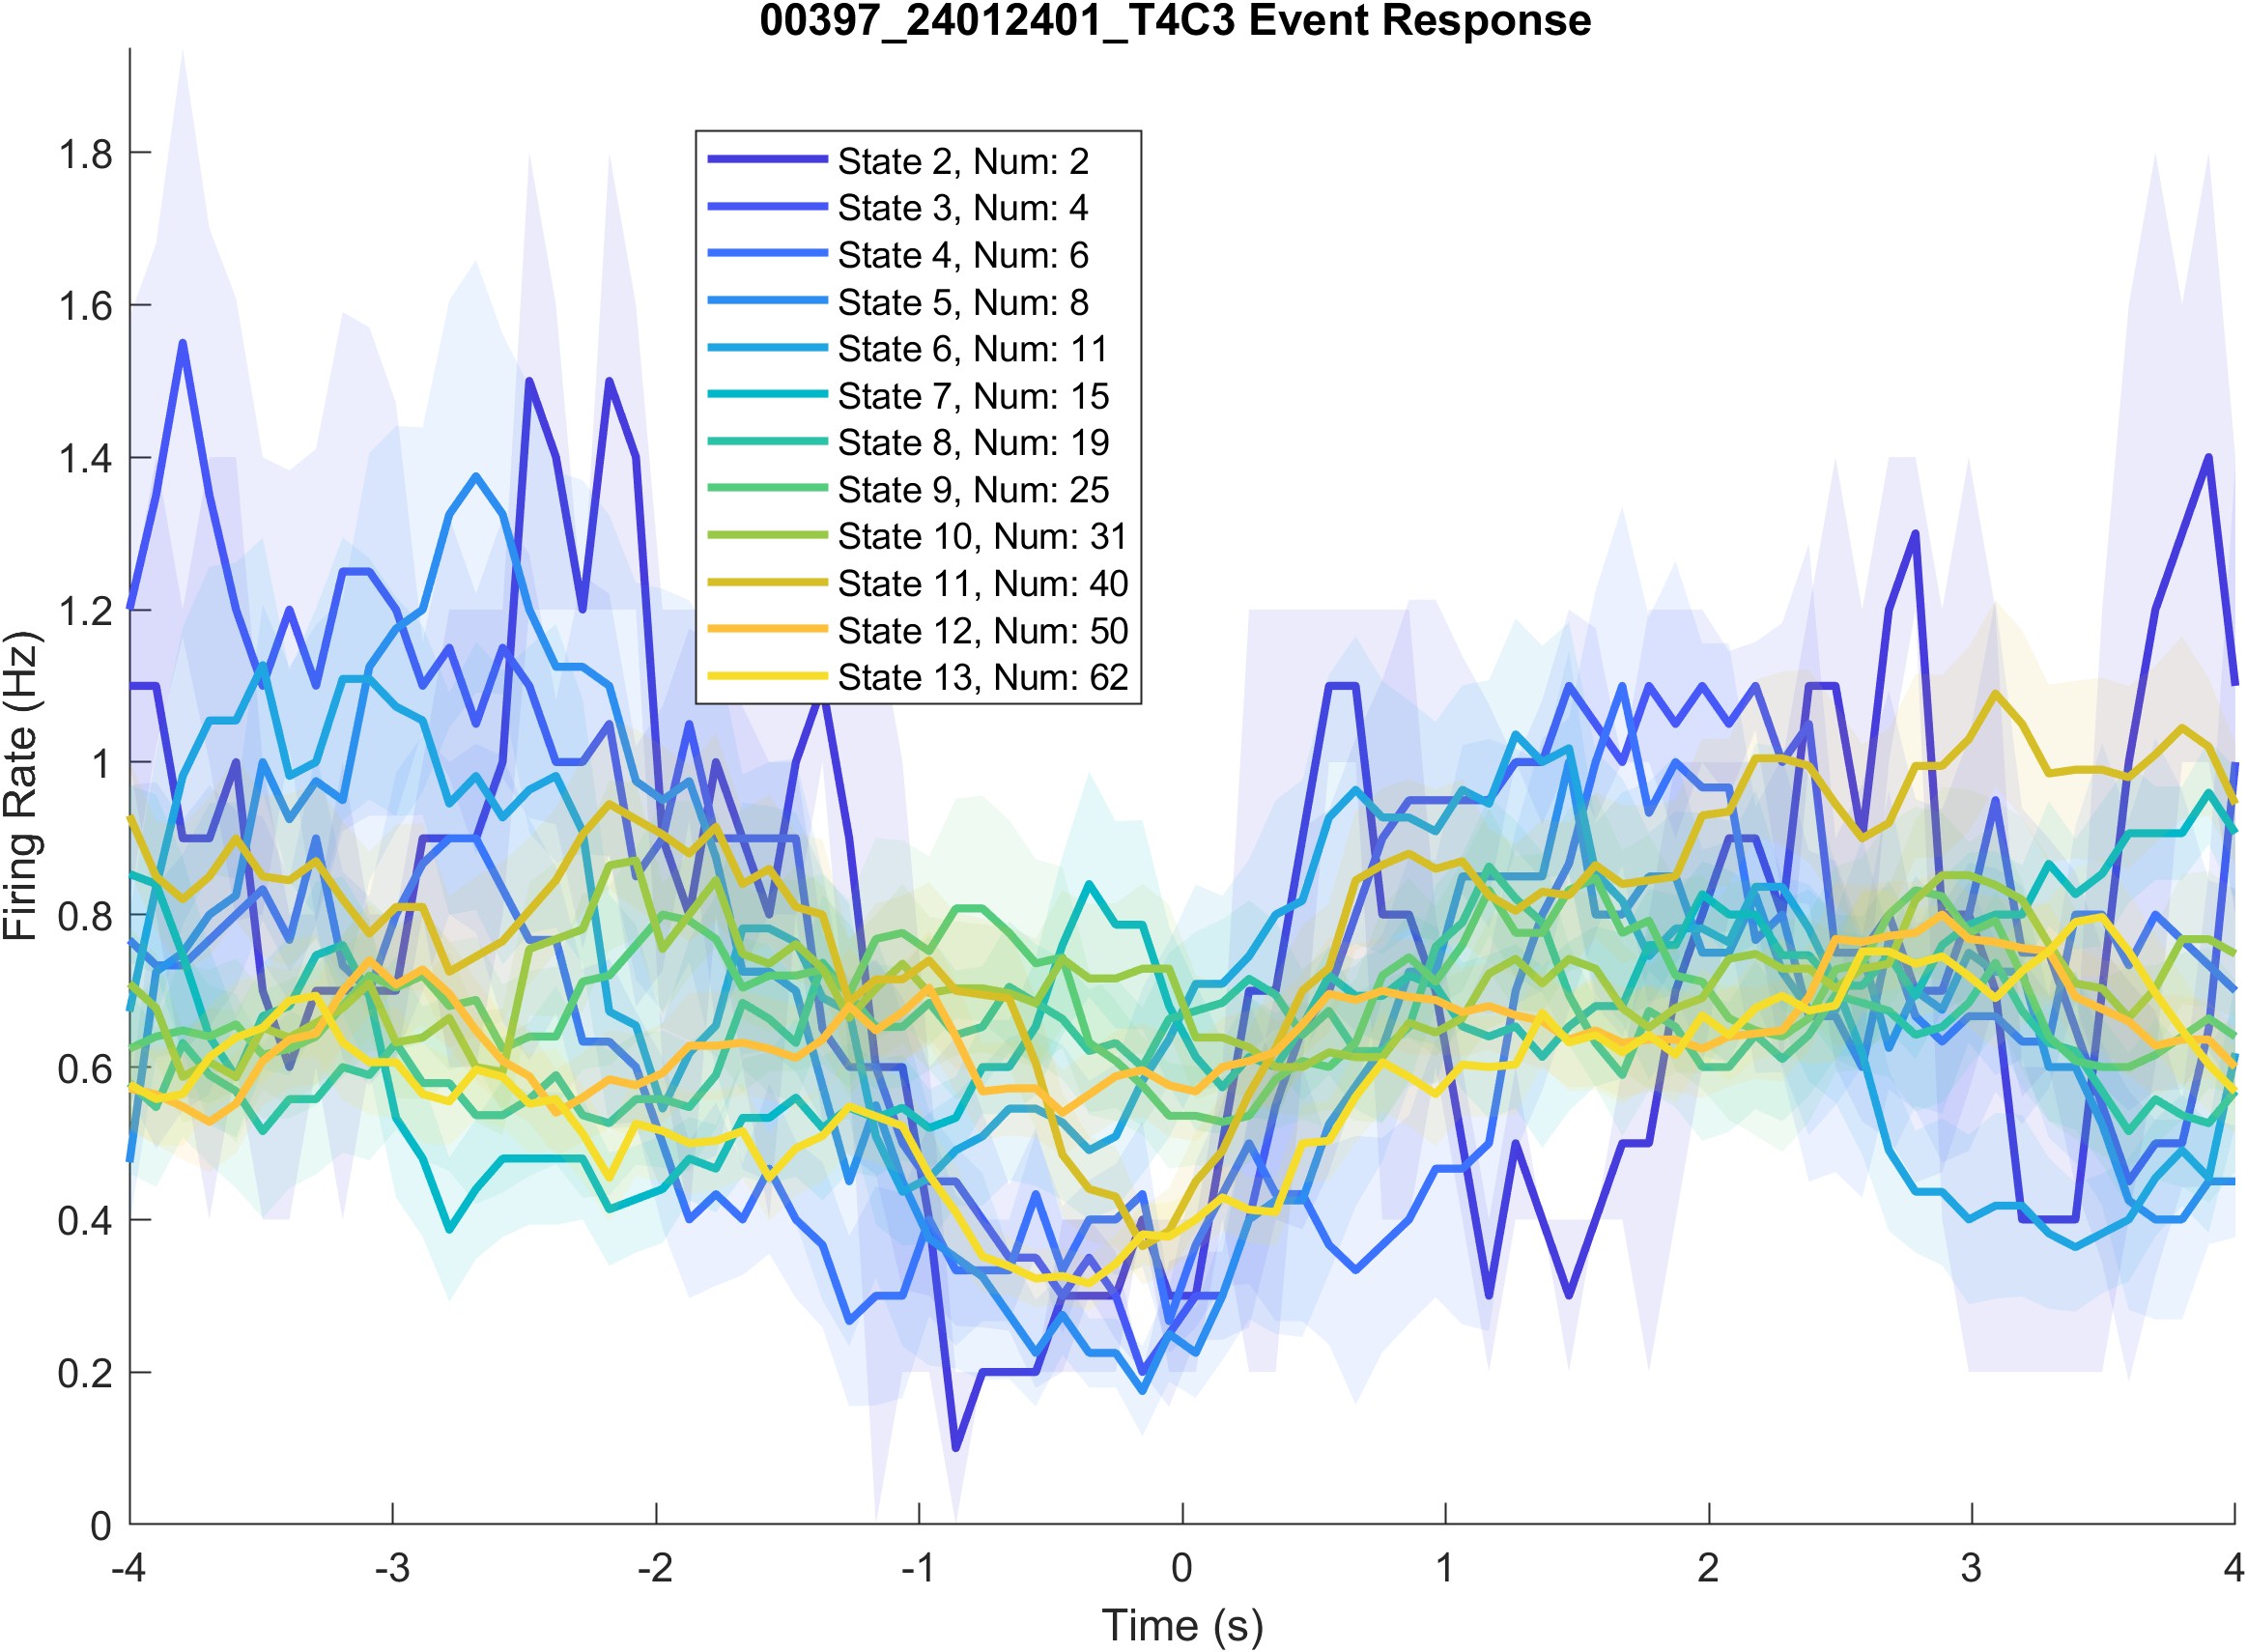 00397_24012401_T4C3 Event Response
Firing Rate (Hz)
1.8
1.6
1.4
1.2
1
0.8
0.6
0.4
0.2
0
State 2, Num: 2
State 3, Num: 4
State 4, Num: 6
State 5, Num: 8
State 6, Num: 11
State 7, Num: 15
State 8, Num: 19
State 9, Num: 25
State 10, Num: 31
State 11, Num: 40
State 12, Num: 50
State 13, Num: 62
-4 -3 -2 -1 0 1 2 3 4
Time (s)